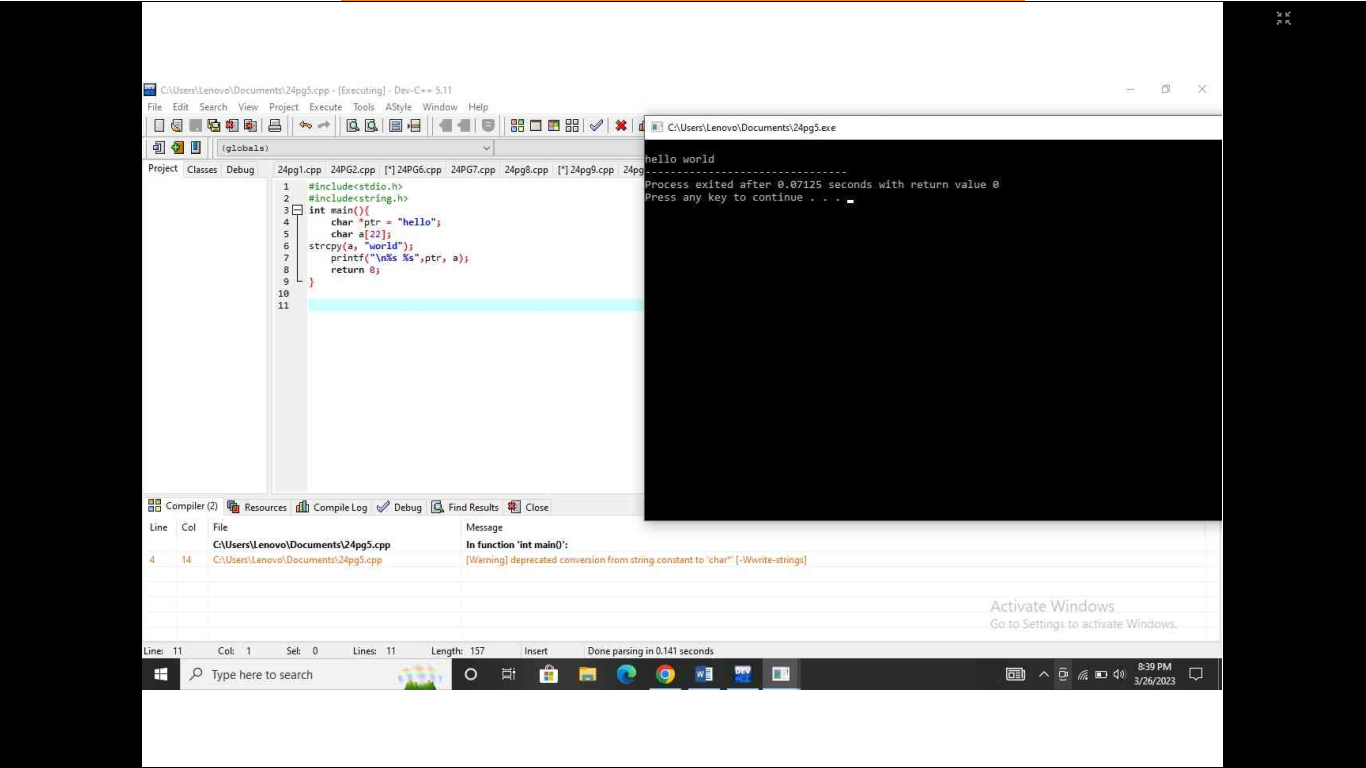 C:\Users\Lenovo\Documents\24pg5.cpp - [Executing] - Dev-C++ 5.11
File Edit Search View Project Execute Tools AStyle Window Help
(globals)
Project Classes Debug
24pg1.cpp 24PG2.cpp [*] 24PG6.cpp 24PG7.cpp 24pg8.cpp [*] 24pg9.cpp 24pg
1 #include<stdio.h>
2 #include<string.h>
3 int main(){
4 char *ptr = "hello";
5 char a[22];
6 strcpy(a, "world");
7 printf("\n%s %s",ptr, a);
8 return 0;
9 }
10
11
C:\Users\Lenovo\Documents\24pg5.exe
hello world
--------------------------------
Process exited after 0.07125 seconds with return value 0
Press any key to continue . . .
Compiler (2) Resources Compile Log Debug Find Results Close
Line Col File Message
C:\Users\Lenovo\Documents\24pg5.cpp In function 'int main()':
4 14 C:\Users\Lenovo\Documents\24pg5.cpp [Warning] deprecated conversion from string constant to 'char*' [-Wwrite-strings]
Activate Windows
Go to Settings to activate Windows.
Line: 11 Col: 1 Sel: 0 Lines: 11 Length: 157 Insert Done parsing in 0.141 seconds
Type here to search
DEV
8:39 PM
3/26/2023